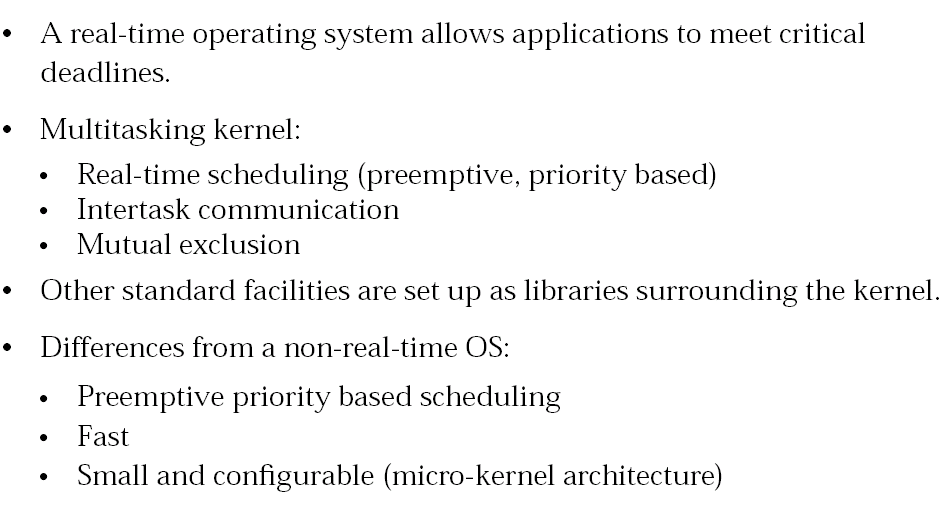 • A real-time operating system allows applications to meet critical
deadlines.
• Multitasking kernel:
• Real-time scheduling (preemptive, priority based)
• Intertask communication
• Mutual exclusion
• Other standard facilities are set up as libraries surrounding the kernel.
• Differences from a non-real-time OS:
• Preemptive priority based scheduling
• Fast
• Small and configurable (micro-kernel architecture)